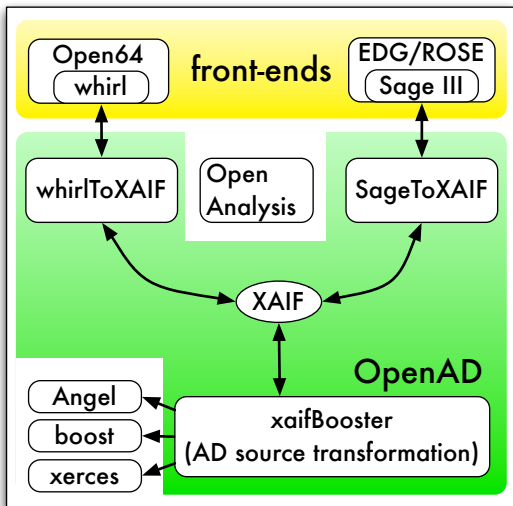 Open64
whirl
front-ends
EDG/ROSE
Sage III
whirlToXAIF
Open
Analysis
SageToXAIF
XAIF
OpenAD
Angel
boost
xerces
xaifBooster
(AD source transformation)